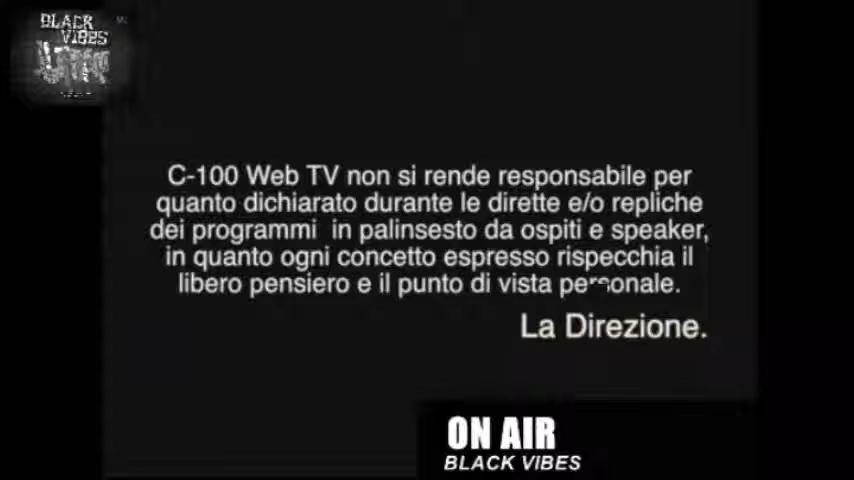 BLACK
VIBES
C-100 Web TV non si rende responsabile per
quanto dichiarato durante le dirette e/o repliche
dei programmi in palinsesto da ospiti e speaker,
in quanto ogni concetto espresso rispecchia il
libero pensiero e il punto di vista personale.
La Direzione.
ON AIR
BLACK VIBES